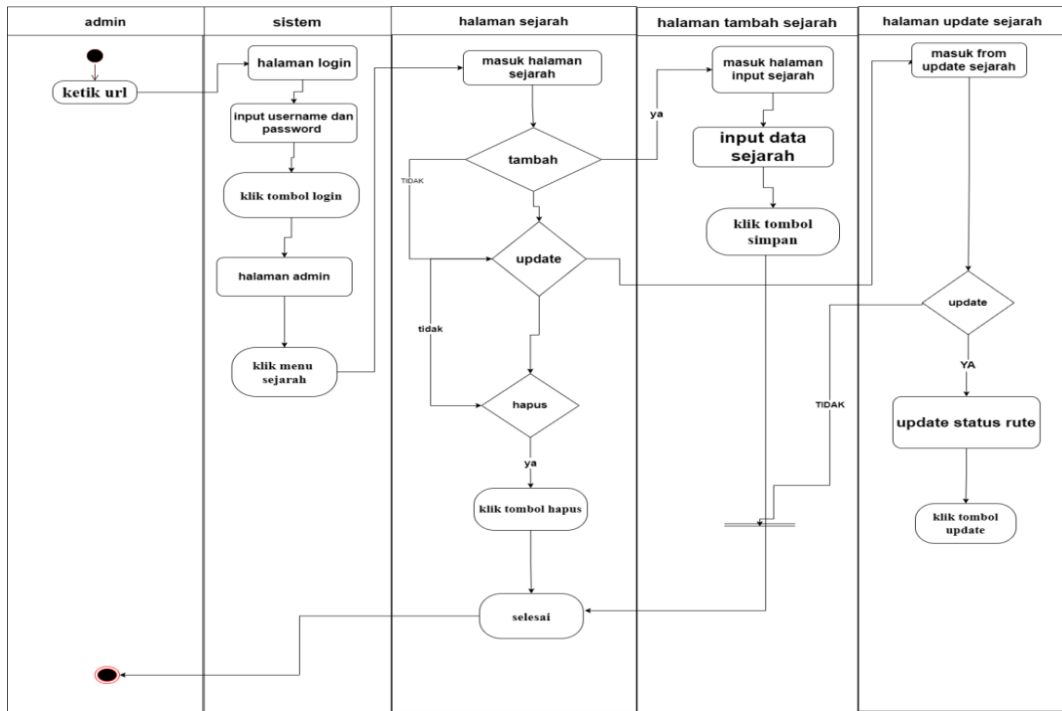 admin
sistem
halaman sejarah
halaman tambah sejarah
halaman update sejarah
ketik url
halaman login
input username dan
password
klik tombol login
halaman admin
klik menu
sejarah
masuk halaman
sejarah
tambah
TIDAK
update
tidak
hapus
ya
klik tombol hapus
selesai
ya
masuk halaman
input sejarah
input data
sejarah
klik tombol
simpan
masuk from
update sejarah
update
TIDAK
YA
update status rute
klik tombol
update